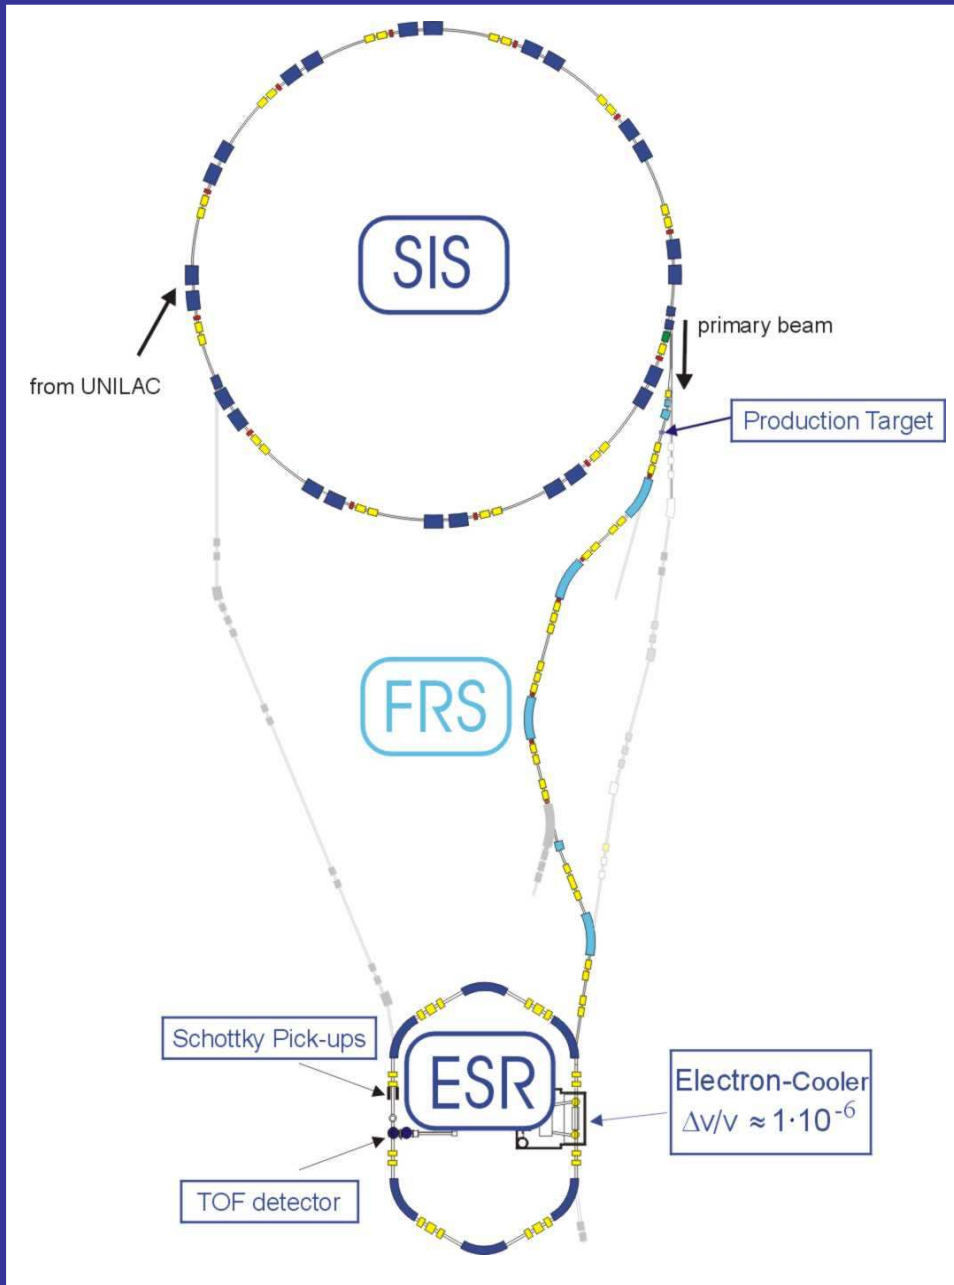 SIS
primary beam
from UNILAC
Production Target
FRS
Schottky Pick-ups
ESR
Electron-Cooler
Δv/v ≈ 1·10⁻⁶
TOF detector